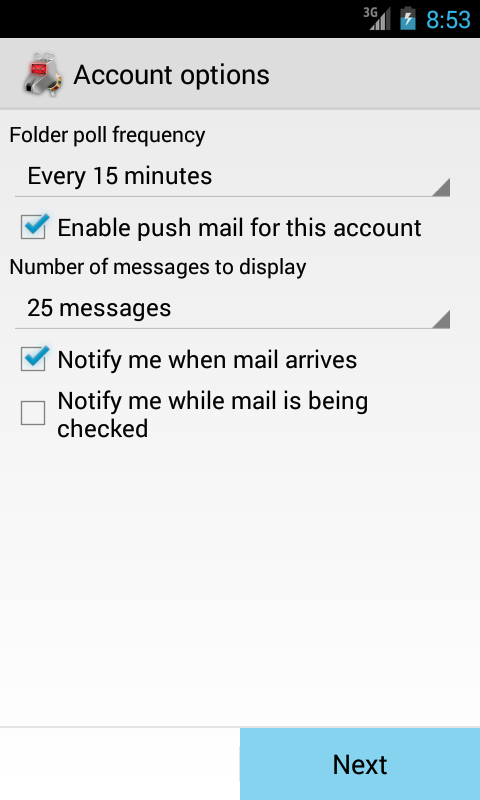 3G 8:53
Account options
Folder poll frequency
Every 15 minutes
Enable push mail for this account
Number of messages to display
25 messages
Notify me when mail arrives
Notify me while mail is being
checked
Next